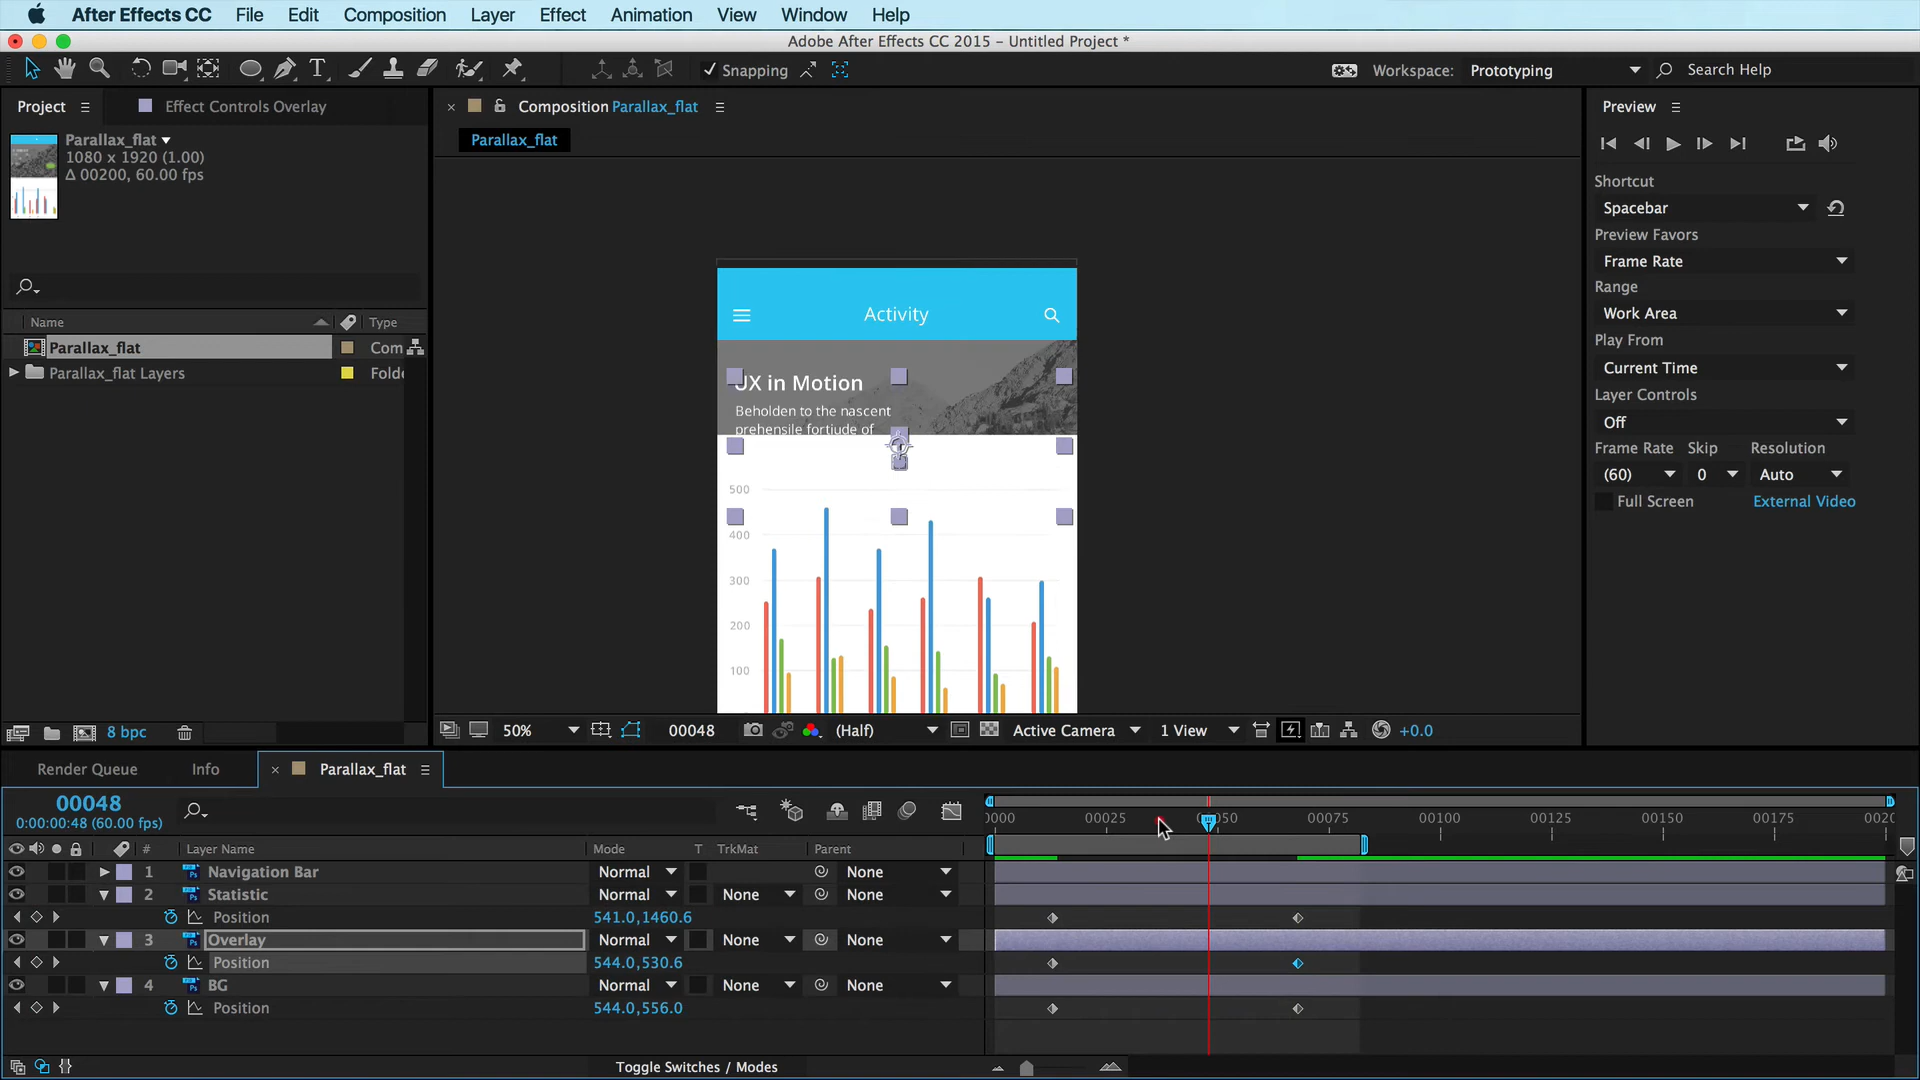 After Effects CC File Edit Composition Layer Effect Animation View Window Help
Adobe After Effects CC 2015 – Untitled Project *
Snapping Workspace: Prototyping Search Help
Project Effect Controls Overlay
Parallax_flat
1080 x 1920 (1.00)
Δ 00200, 60.00 fps
Name Type
Parallax_flat Com
Parallax_flat Layers Folde
8 bpc
× Composition Parallax_flat
Parallax_flat
Activity
UX in Motion
Beholden to the nascent
prehensile fortiude of
500
400
300
200
100
50% 00048 (Half) Active Camera 1 View +0.0
Preview
Shortcut
Spacebar
Preview Favors
Frame Rate
Range
Work Area
Play From
Current Time
Layer Controls
Off
Frame Rate Skip Resolution
(60) 0 Auto
Full Screen External Video
Render Queue Info × Parallax_flat
00048
0:00:00:48 (60.00 fps)
00025 00075 00100 00125 00150 00175
# Layer Name Mode T TrkMat Parent
1 Navigation Bar Normal None
2 Statistic Normal None None
Position 541.0,1460.6
3 Overlay Normal None None
Position 544.0,530.6
4 BG Normal None None
Position 544.0,556.0
Toggle Switches / Modes